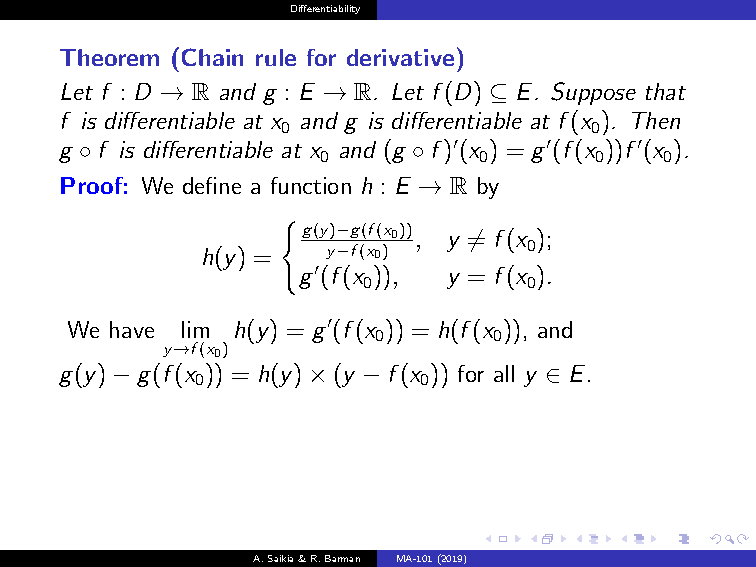 Differentiability
Theorem (Chain rule for derivative)
Let f : D → ℝ and g : E → ℝ. Let f(D) ⊆ E. Suppose that
f is differentiable at x₀ and g is differentiable at f(x₀). Then
g ∘ f is differentiable at x₀ and (g ∘ f)′(x₀) = g′(f(x₀))f′(x₀).
Proof: We define a function h : E → ℝ by
h(y) = { (g(y)−g(f(x₀)))/(y−f(x₀)), y ≠ f(x₀);
g′(f(x₀)), y = f(x₀).
We have lim_{y→f(x₀)} h(y) = g′(f(x₀)) = h(f(x₀)), and
g(y) − g(f(x₀)) = h(y) × (y − f(x₀)) for all y ∈ E.
A. Saikia & R. Barman MA-101 (2019)